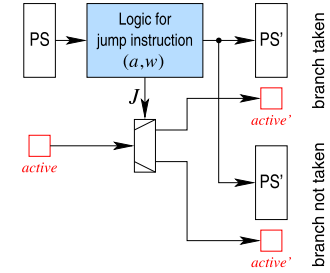 PS
Logic for
jump instruction
(a,w)
PS'
branch taken
J
active'
active
PS'
branch not taken
active'